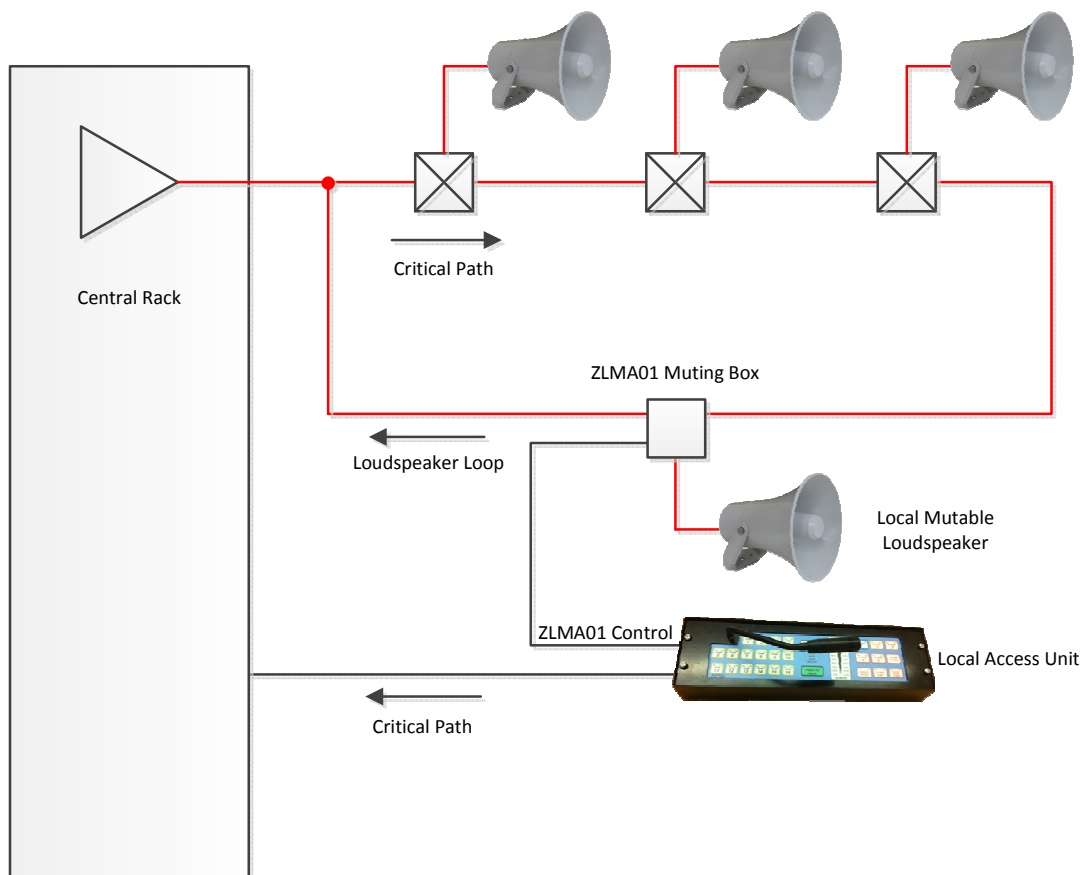 Central Rack
Critical Path
ZLMA01 Muting Box
Loudspeaker Loop
Local Mutable
Loudspeaker
ZLMA01 Control
Local Access Unit
Critical Path